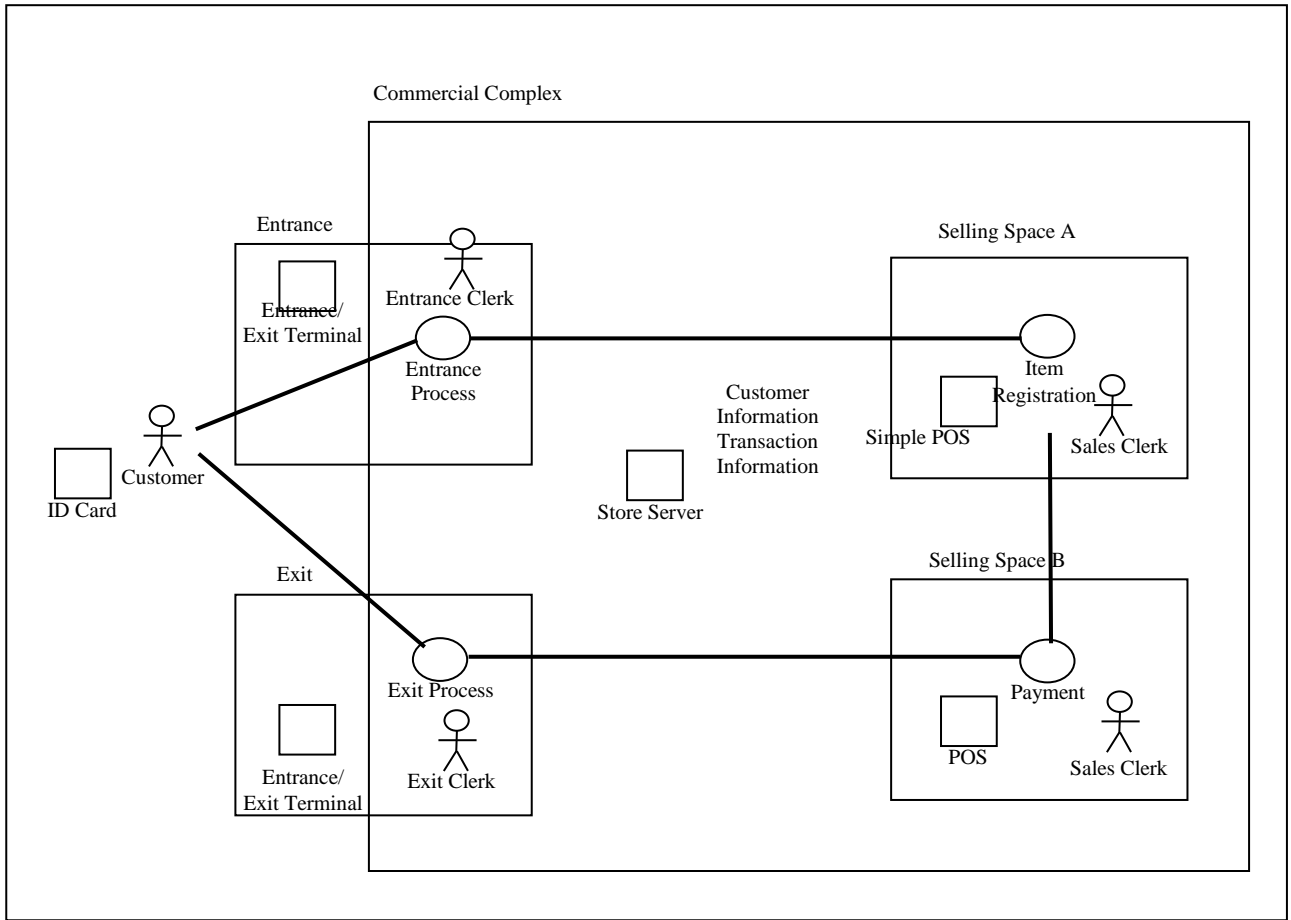 Commercial Complex
Entrance
Entrance/
Exit Terminal
Entrance Clerk
Entrance
Process
Selling Space A
Item
Registration
Simple POS
Sales Clerk
Customer
Information
Transaction
Information
Store Server
Customer
ID Card
Exit
Exit Process
Entrance/
Exit Terminal
Exit Clerk
Selling Space B
Payment
POS
Sales Clerk